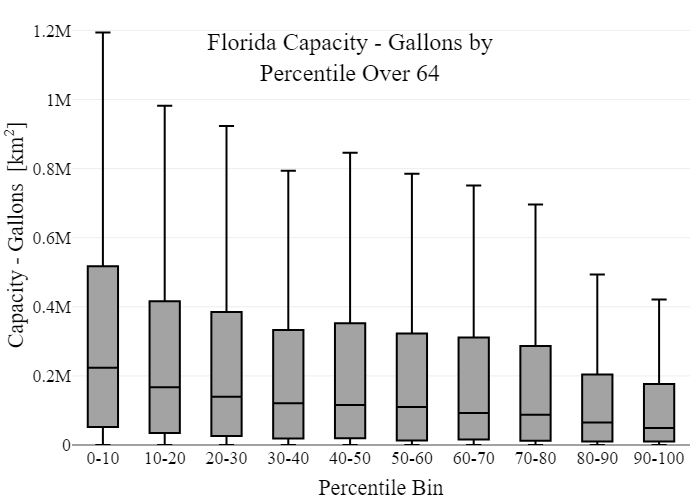 Florida Capacity - Gallons by
Percentile Over 64
Capacity - Gallons [km²]
1.2M
1M
0.8M
0.6M
0.4M
0.2M
0
0-10 10-20 20-30 30-40 40-50 50-60 60-70 70-80 80-90 90-100
Percentile Bin